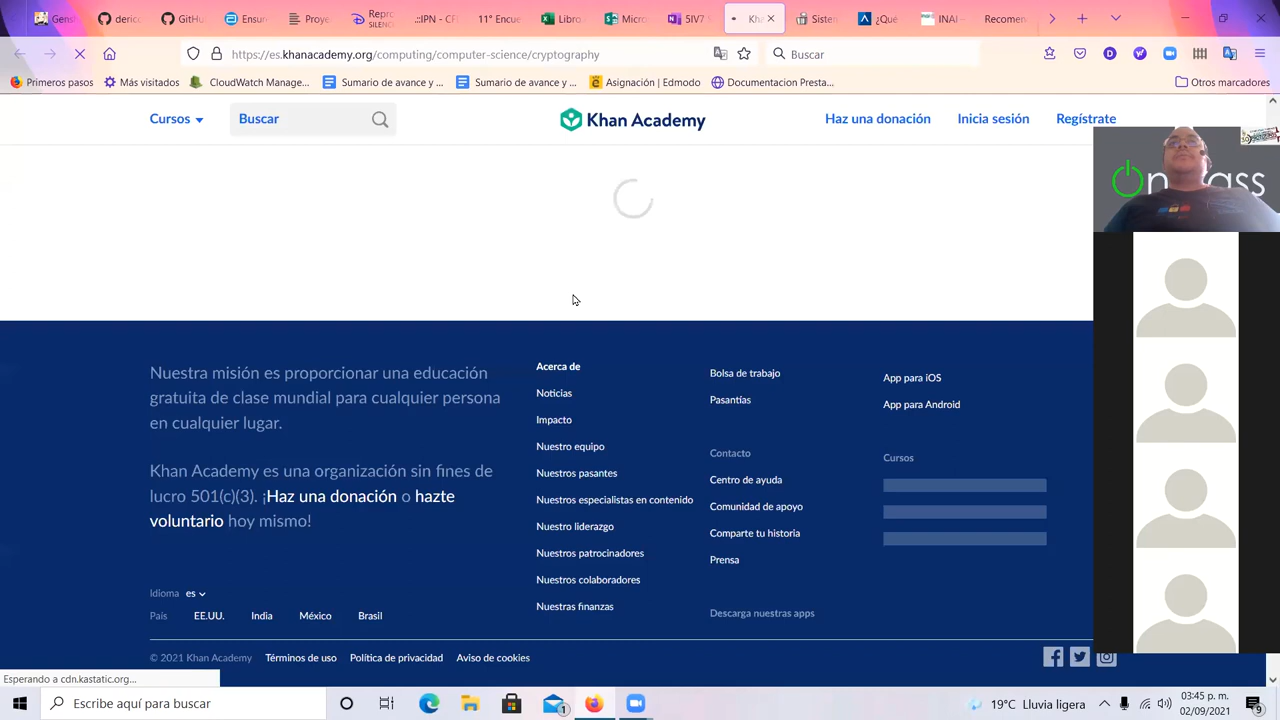 Genst
derico
GitHu
Ensur
Proye
Repro
SILENC
:IPN - CF
11° Encue
Libro
Micro
5IV7
Kha
Sisten
¿Qué
INAI -
Recomen
https://es.khanacademy.org/computing/computer-science/cryptography
Buscar
Primeros pasos
Más visitados
CloudWatch Manage...
Sumario de avance y ...
Sumario de avance y ...
Asignación | Edmodo
Documentacion Presta...
Otros marcadores
Cursos
Buscar
Khan Academy
Haz una donación
Inicia sesión
Regístrate
Nuestra misión es proporcionar una educación
gratuita de clase mundial para cualquier persona
en cualquier lugar.
Khan Academy es una organización sin fines de
lucro 501(c)(3). ¡Haz una donación o hazte
voluntario hoy mismo!
Acerca de
Noticias
Impacto
Nuestro equipo
Nuestros pasantes
Nuestros especialistas en contenido
Nuestro liderazgo
Nuestros patrocinadores
Nuestros colaboradores
Nuestras finanzas
Bolsa de trabajo
Pasantías
Contacto
Centro de ayuda
Comunidad de apoyo
Comparte tu historia
Prensa
Descarga nuestras apps
App para iOS
App para Android
Cursos
Idioma es
País EE.UU. India México Brasil
© 2021 Khan Academy Términos de uso Política de privacidad Aviso de cookies
Esperando a cdn.kastatic.org...
Escribe aquí para buscar
1
19°C Lluvia ligera
03:45 p. m.
02/09/2021
9